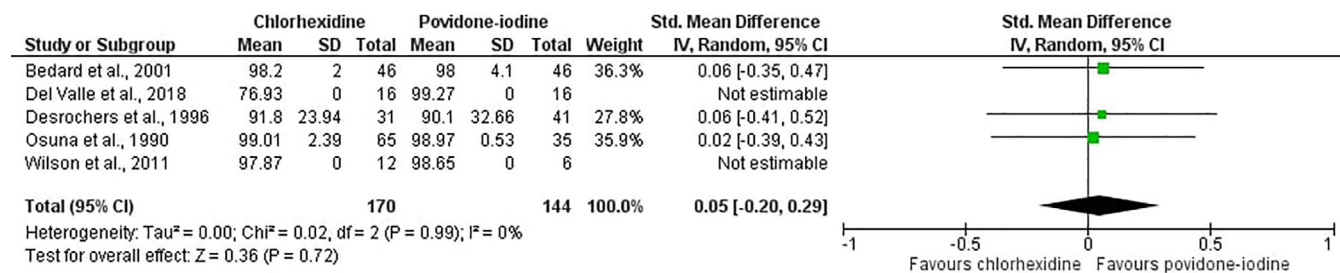 Chlorhexidine Povidone-iodine Std. Mean Difference Std. Mean Difference
Study or Subgroup Mean SD Total Mean SD Total Weight IV, Random, 95% CI IV, Random, 95% CI
Bedard et al., 2001 98.2 2 46 98 4.1 46 36.3% 0.06 [-0.35, 0.47]
Del Valle et al., 2018 76.93 0 16 99.27 0 16 Not estimable
Desrochers et al., 1996 91.8 23.94 31 90.1 32.66 41 27.8% 0.06 [-0.41, 0.52]
Osuna et al., 1990 99.01 2.39 65 98.97 0.53 35 35.9% 0.02 [-0.39, 0.43]
Wilson et al., 2011 97.87 0 12 98.65 0 6 Not estimable
Total (95% CI) 170 144 100.0% 0.05 [-0.20, 0.29]
Heterogeneity: Tau² = 0.00; Chi² = 0.02, df = 2 (P = 0.99); I² = 0%
Test for overall effect: Z = 0.36 (P = 0.72)
-1 -0.5 0 0.5 1
Favours chlorhexidine Favours povidone-iodine